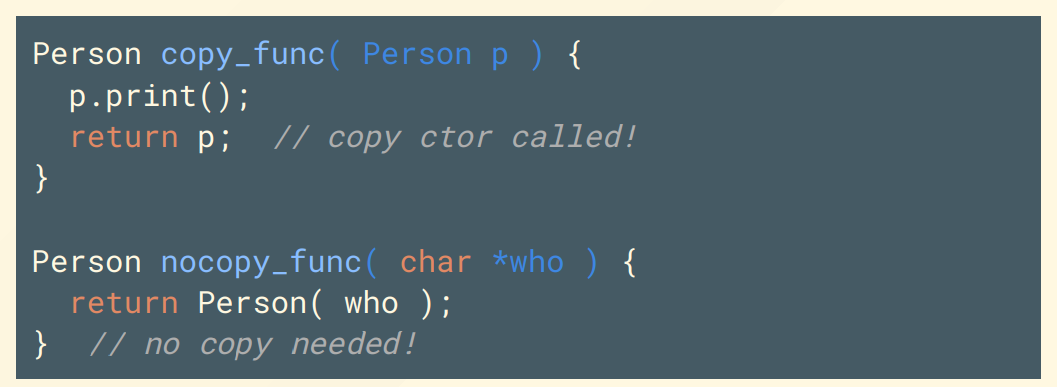 Person copy_func( Person p ) {
  p.print();
  return p;  // copy ctor called!
}

Person nocopy_func( char *who ) {
  return Person( who );
}  // no copy needed!